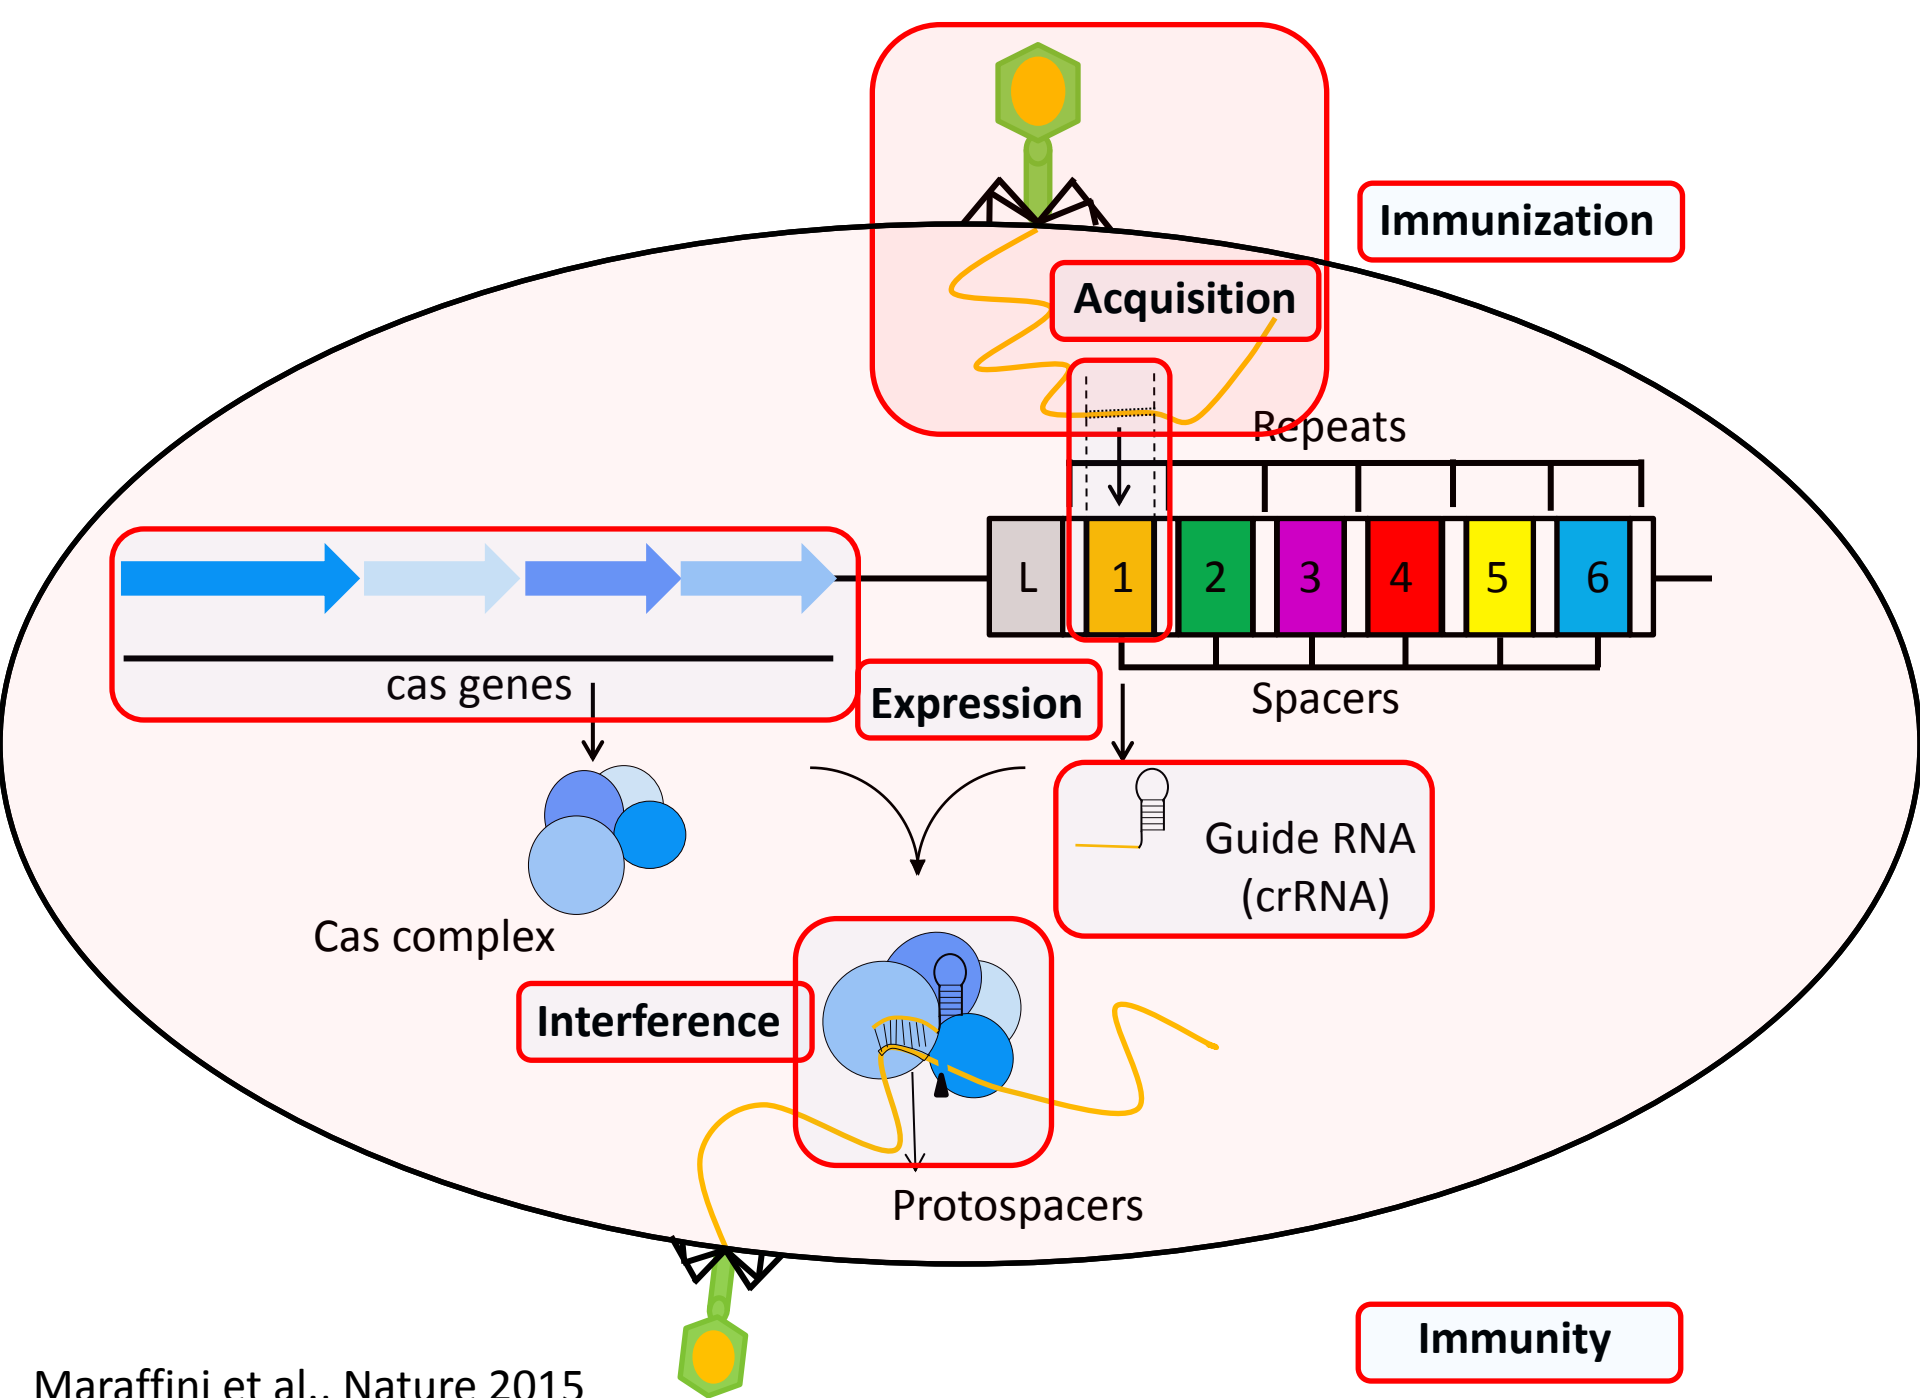 Immunization
Acquisition
Repeats
L 1 2 3 4 5 6
cas genes
Expression
Spacers
Guide RNA
(crRNA)
Cas complex
Interference
Protospacers
Immunity
Maraffini et al., Nature 2015